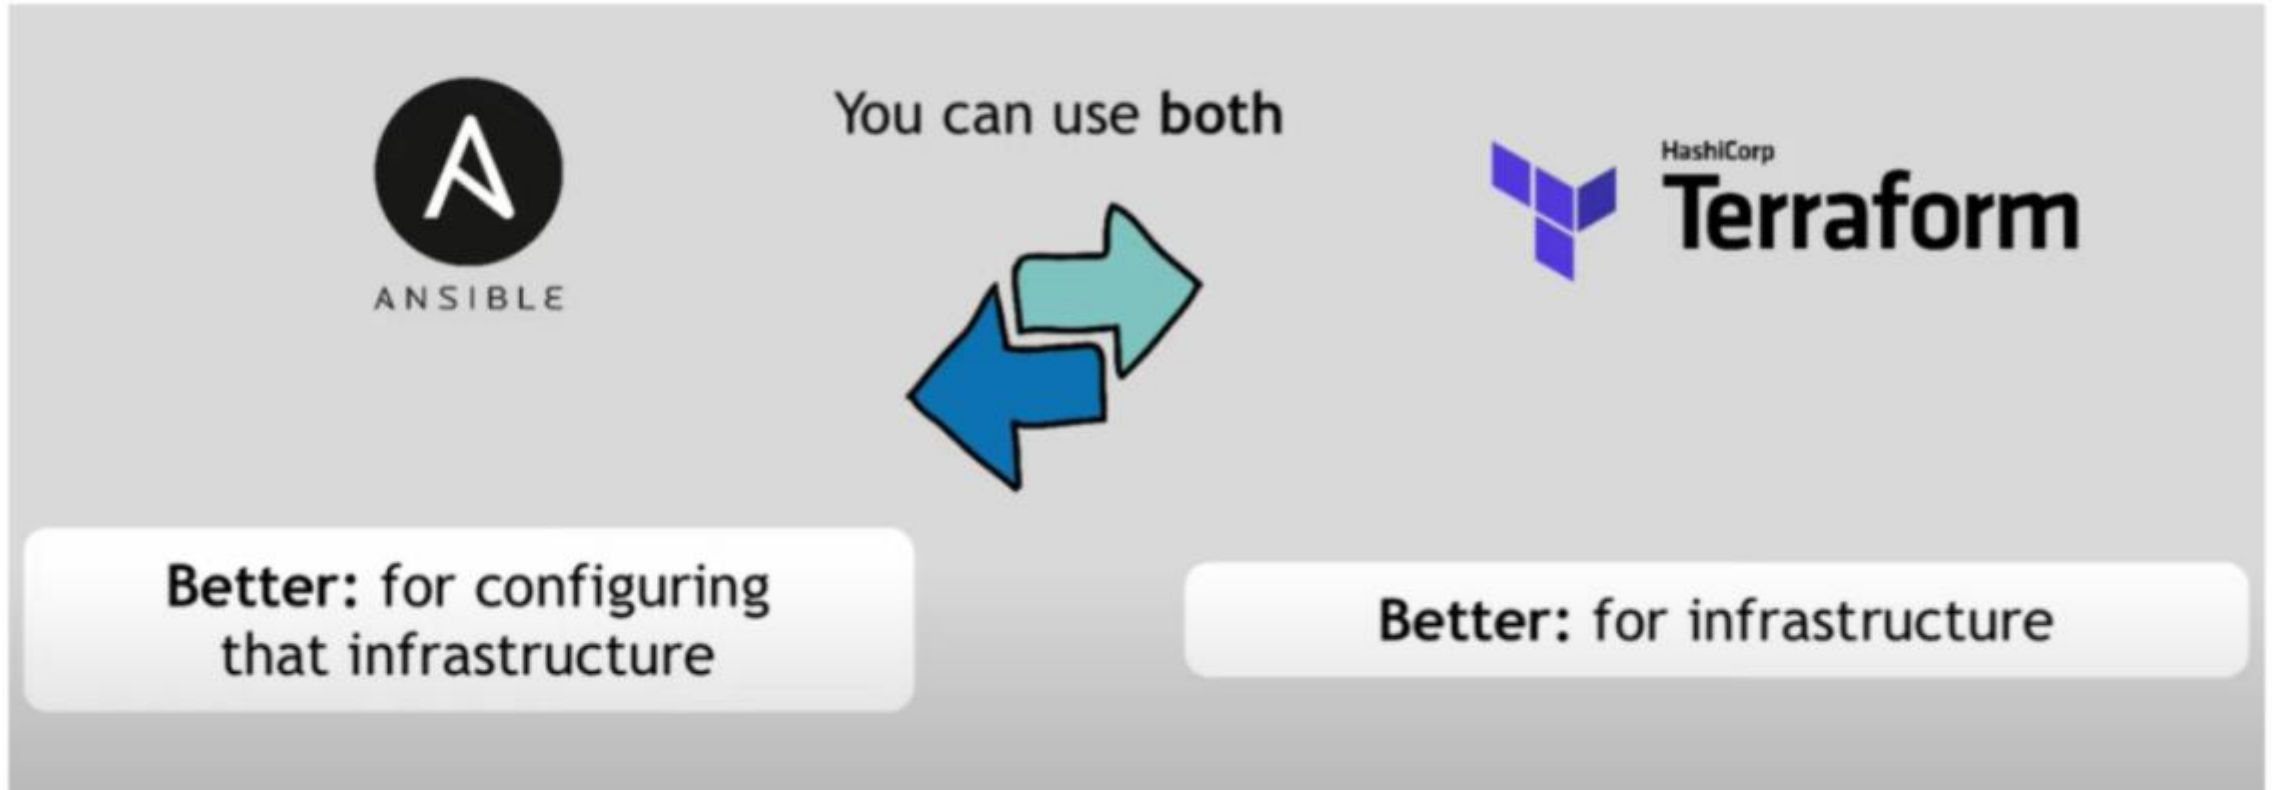 You can use both
ANSIBLE
HashiCorp
Terraform
Better: for configuring
that infrastructure
Better: for infrastructure